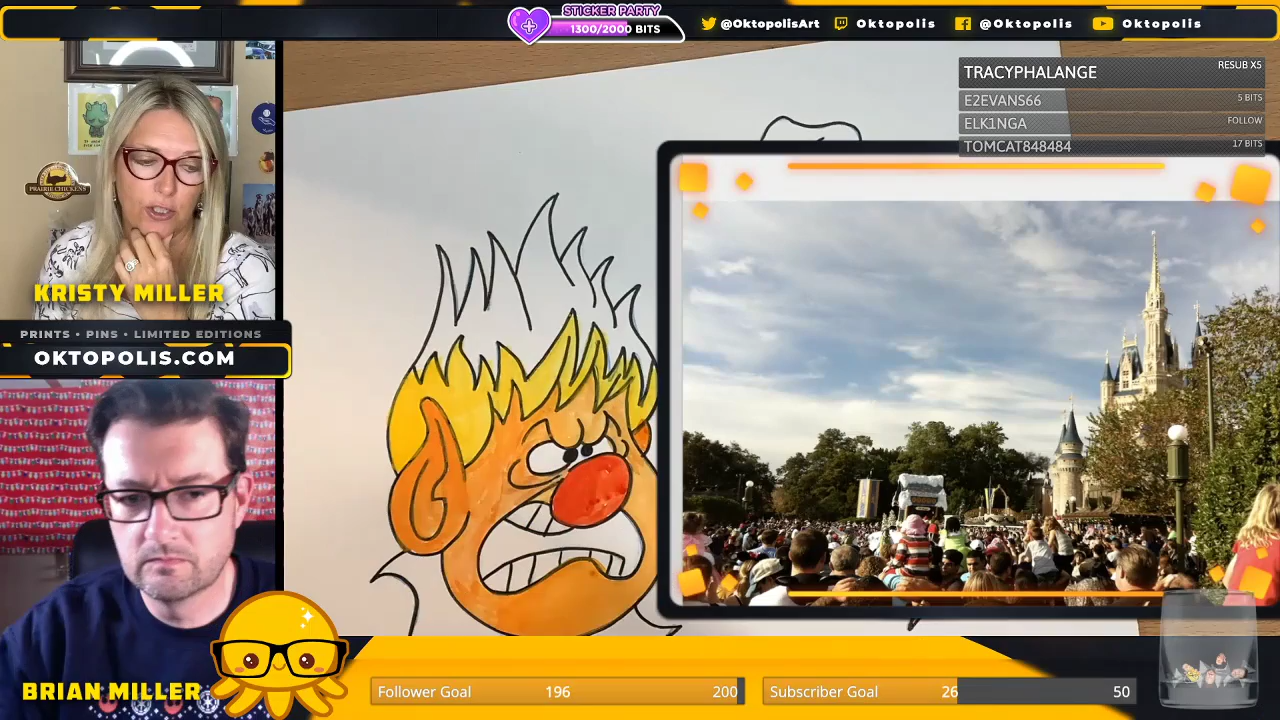 STICKER PARTY
1300/2000 BITS
@OktopolisArt
Oktopolis
@Oktopolis
Oktopolis
TRACYPHALANGE RESUB X5
E2EVANS66 5 BITS
ELK1NGA FOLLOW
TOMCAT848484 17 BITS
PRAIRIE CHICKENS
KRISTY MILLER
PRINTS • PINS • LIMITED EDITIONS
OKTOPOLIS.COM
BRIAN MILLER
Follower Goal 196 200
Subscriber Goal 26 50